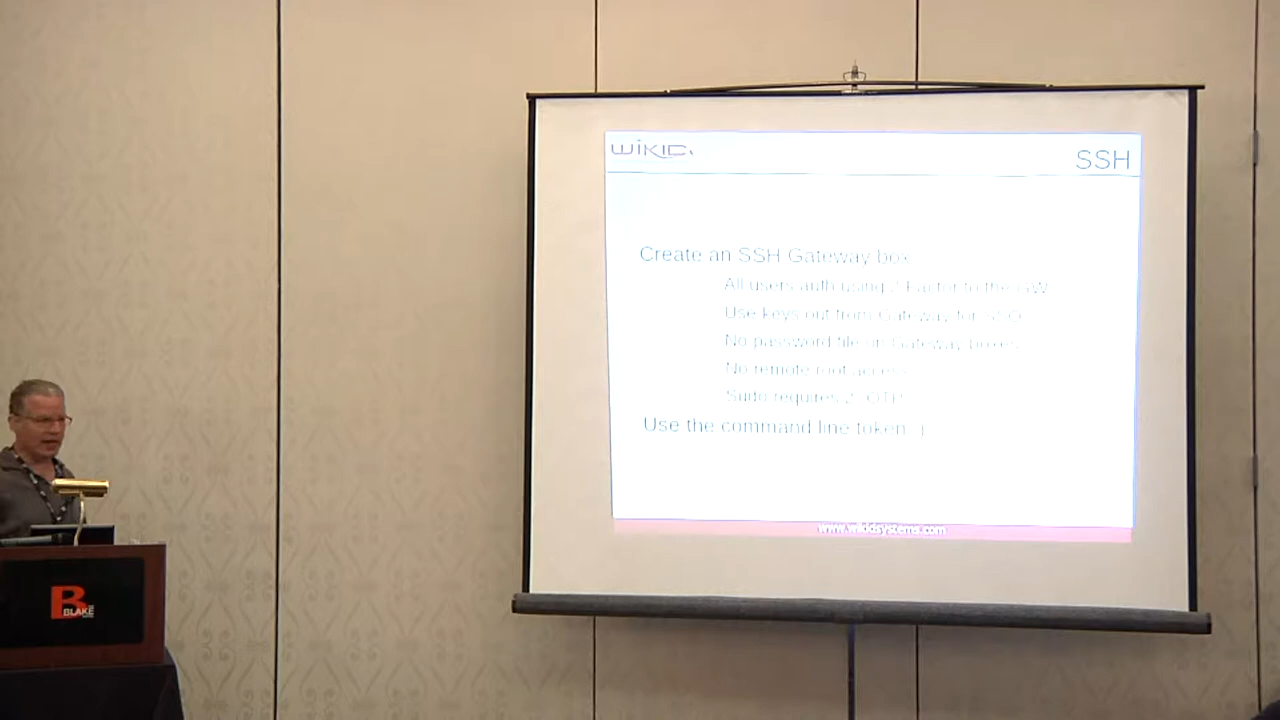 WiKID
SSH
Create an SSH Gateway box
All users auth using 2 Factor to the GW
Use keys out from Gateway for SSO
No password file on Gateway boxes
No remote root access
Sudo requires OTP
Use the command line token
www.wikidsystems.com
B
THE
BLAKE